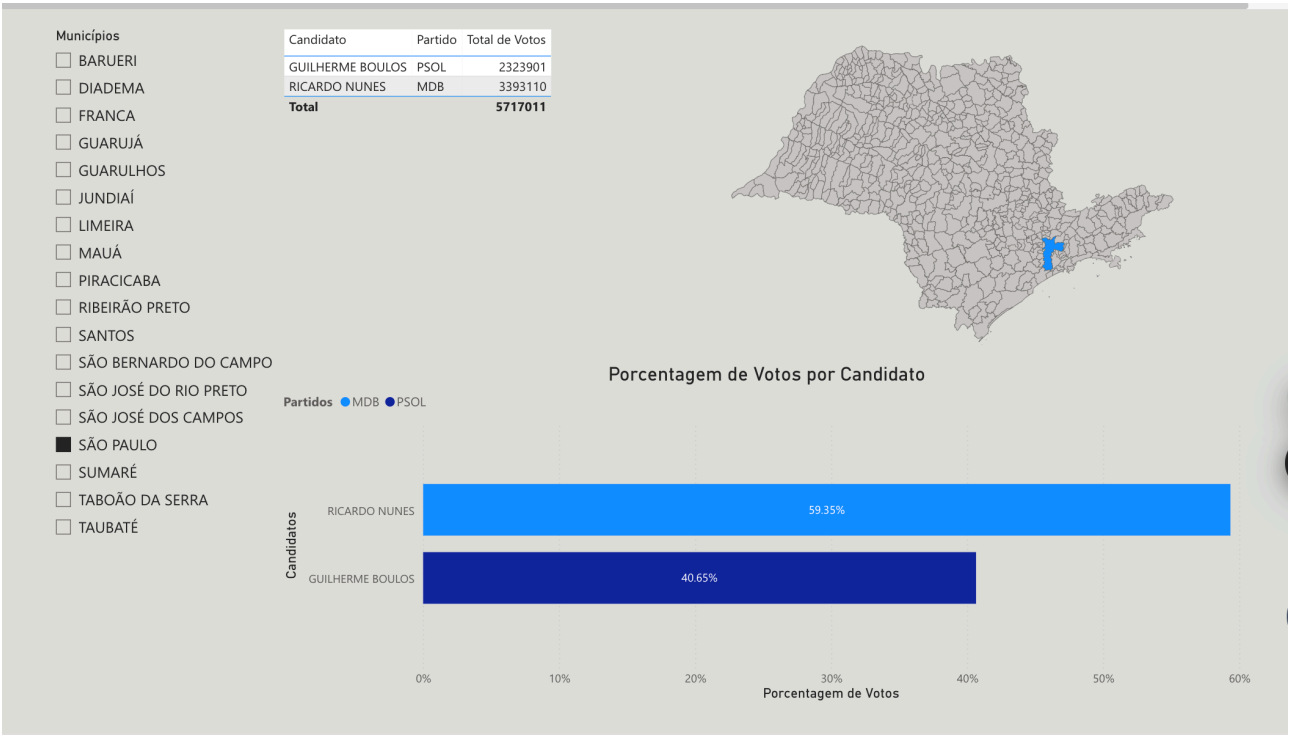 Municípios
BARUERI
DIADEMA
FRANCA
GUARUJÁ
GUARULHOS
JUNDIAÍ
LIMEIRA
MAUÁ
PIRACICABA
RIBEIRÃO PRETO
SANTOS
SÃO BERNARDO DO CAMPO
SÃO JOSÉ DO RIO PRETO
SÃO JOSÉ DOS CAMPOS
SÃO PAULO
SUMARÉ
TABOÃO DA SERRA
TAUBATÉ
Candidato Partido Total de Votos
GUILHERME BOULOS PSOL 2323901
RICARDO NUNES MDB 3393110
Total 5717011
Porcentagem de Votos por Candidato
Partidos MDB PSOL
Candidatos
RICARDO NUNES 59.35%
GUILHERME BOULOS 40.65%
0% 10% 20% 30% 40% 50% 60%
Porcentagem de Votos